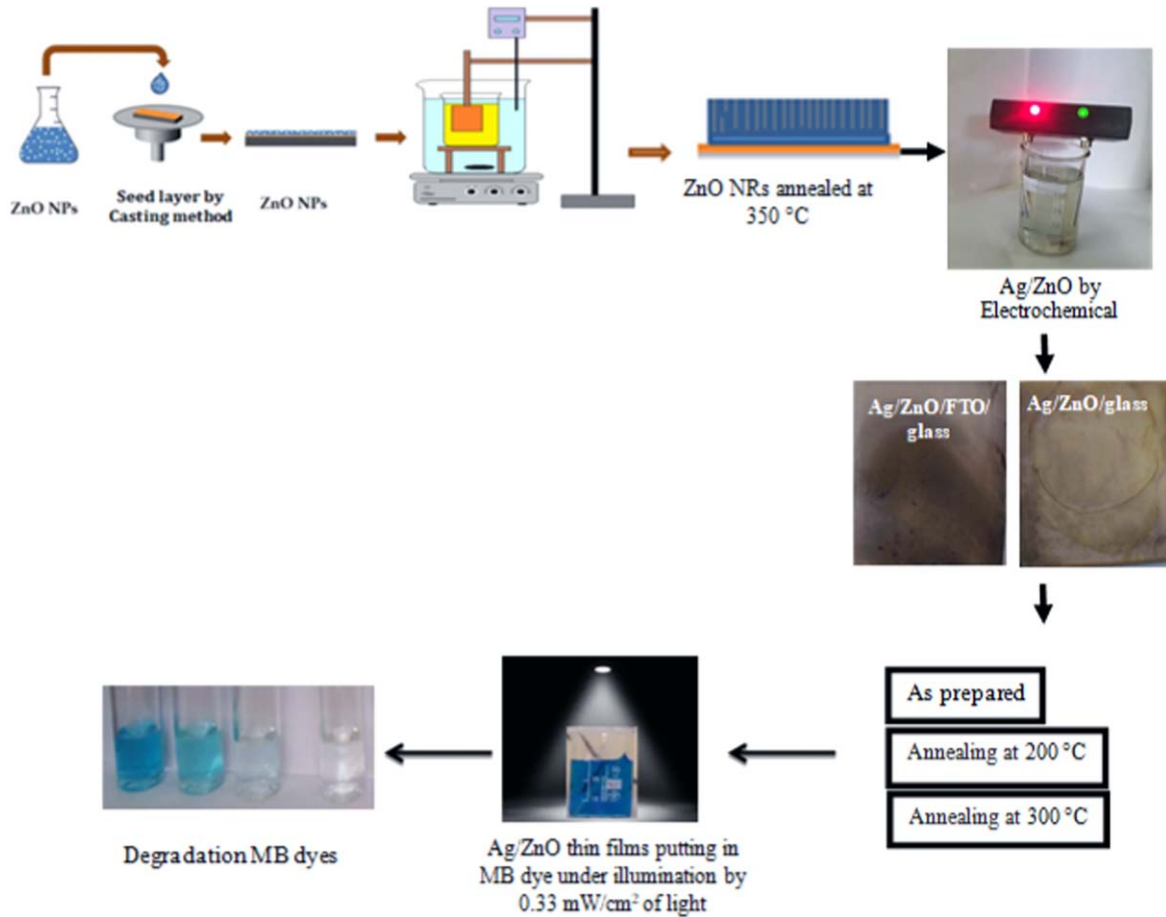 ZnO NPs
Seed layer by
Casting method
ZnO NPs
ZnO NRs annealed at
350 °C
Ag/ZnO by
Electrochemical
Ag/ZnO/FTO/
glass
Ag/ZnO/glass
As prepared
Annealing at 200 °C
Annealing at 300 °C
Ag/ZnO thin films putting in
MB dye under illumination by
0.33 mW/cm² of light
Degradation MB dyes